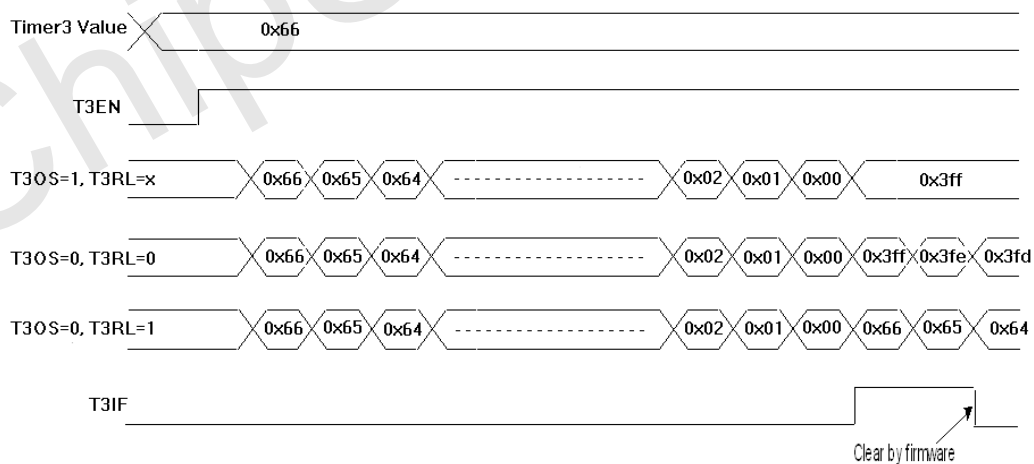 Timer3 Value 0x66
T3EN
T3OS=1, T3RL=x 0x66 0x65 0x64 0x02 0x01 0x00 0x3ff
T3OS=0, T3RL=0 0x66 0x65 0x64 0x02 0x01 0x00 0x3ff 0x3fe 0x3fd
T3OS=0, T3RL=1 0x66 0x65 0x64 0x02 0x01 0x00 0x66 0x65 0x64
T3IF
Clear by firmware